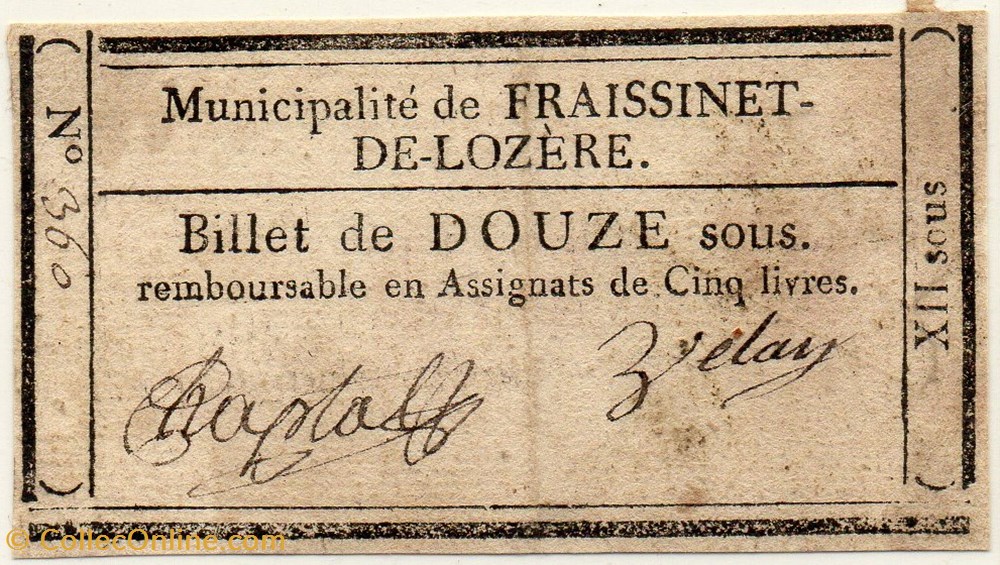 No 360
Municipalité de FRAISSINET-
DE-LOZÈRE.
Billet de DOUZE sous.
remboursable en Assignats de Cinq livres.
XII sous
© CollecOnline.com